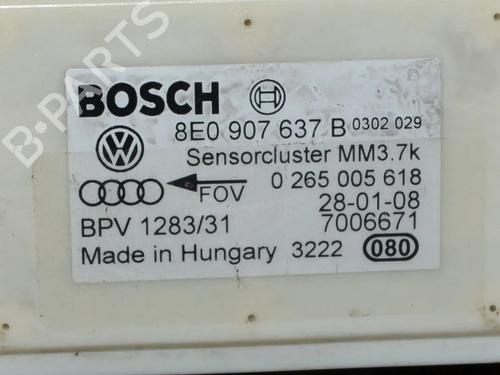 B-PARTS
BOSCH
8E0 907 637 B 0302 029
Sensorcluster MM3.7k
FOV 0 265 005 618
28-01-08
BPV 1283/31 7006671
Made in Hungary 3222 080